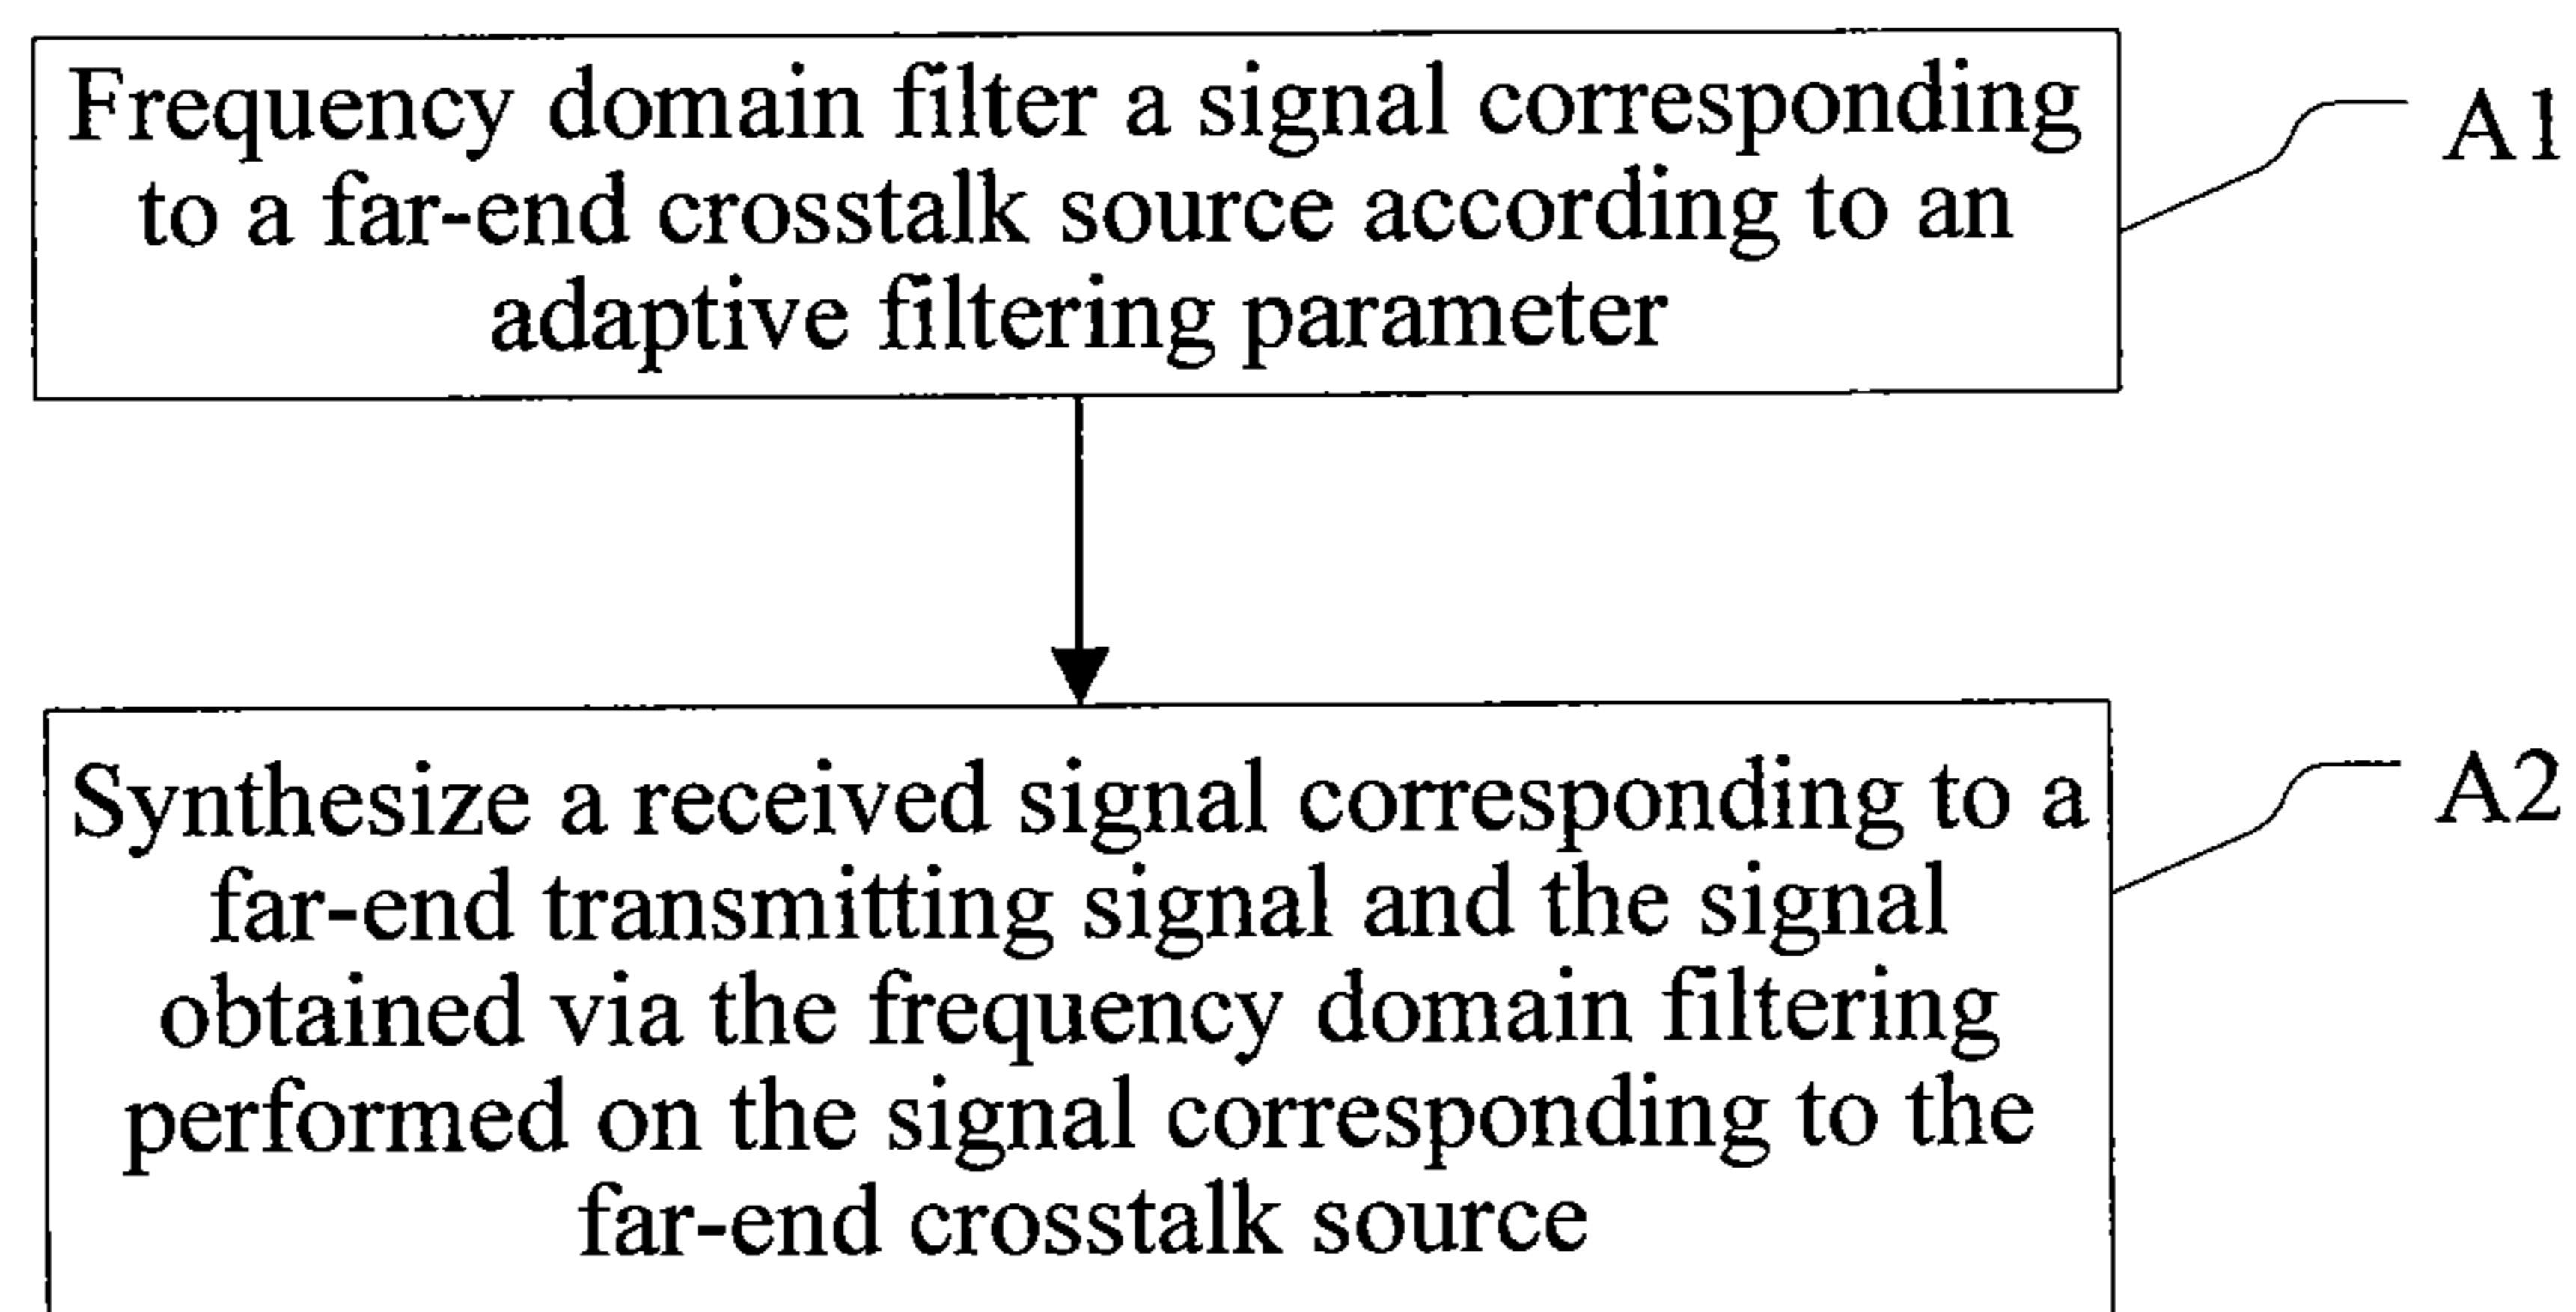 Frequency domain filter a signal corresponding
to a far-end crosstalk source according to an
adaptive filtering parameter
A1
Synthesize a received signal corresponding to a
far-end transmitting signal and the signal
obtained via the frequency domain filtering
performed on the signal corresponding to the
far-end crosstalk source
A2